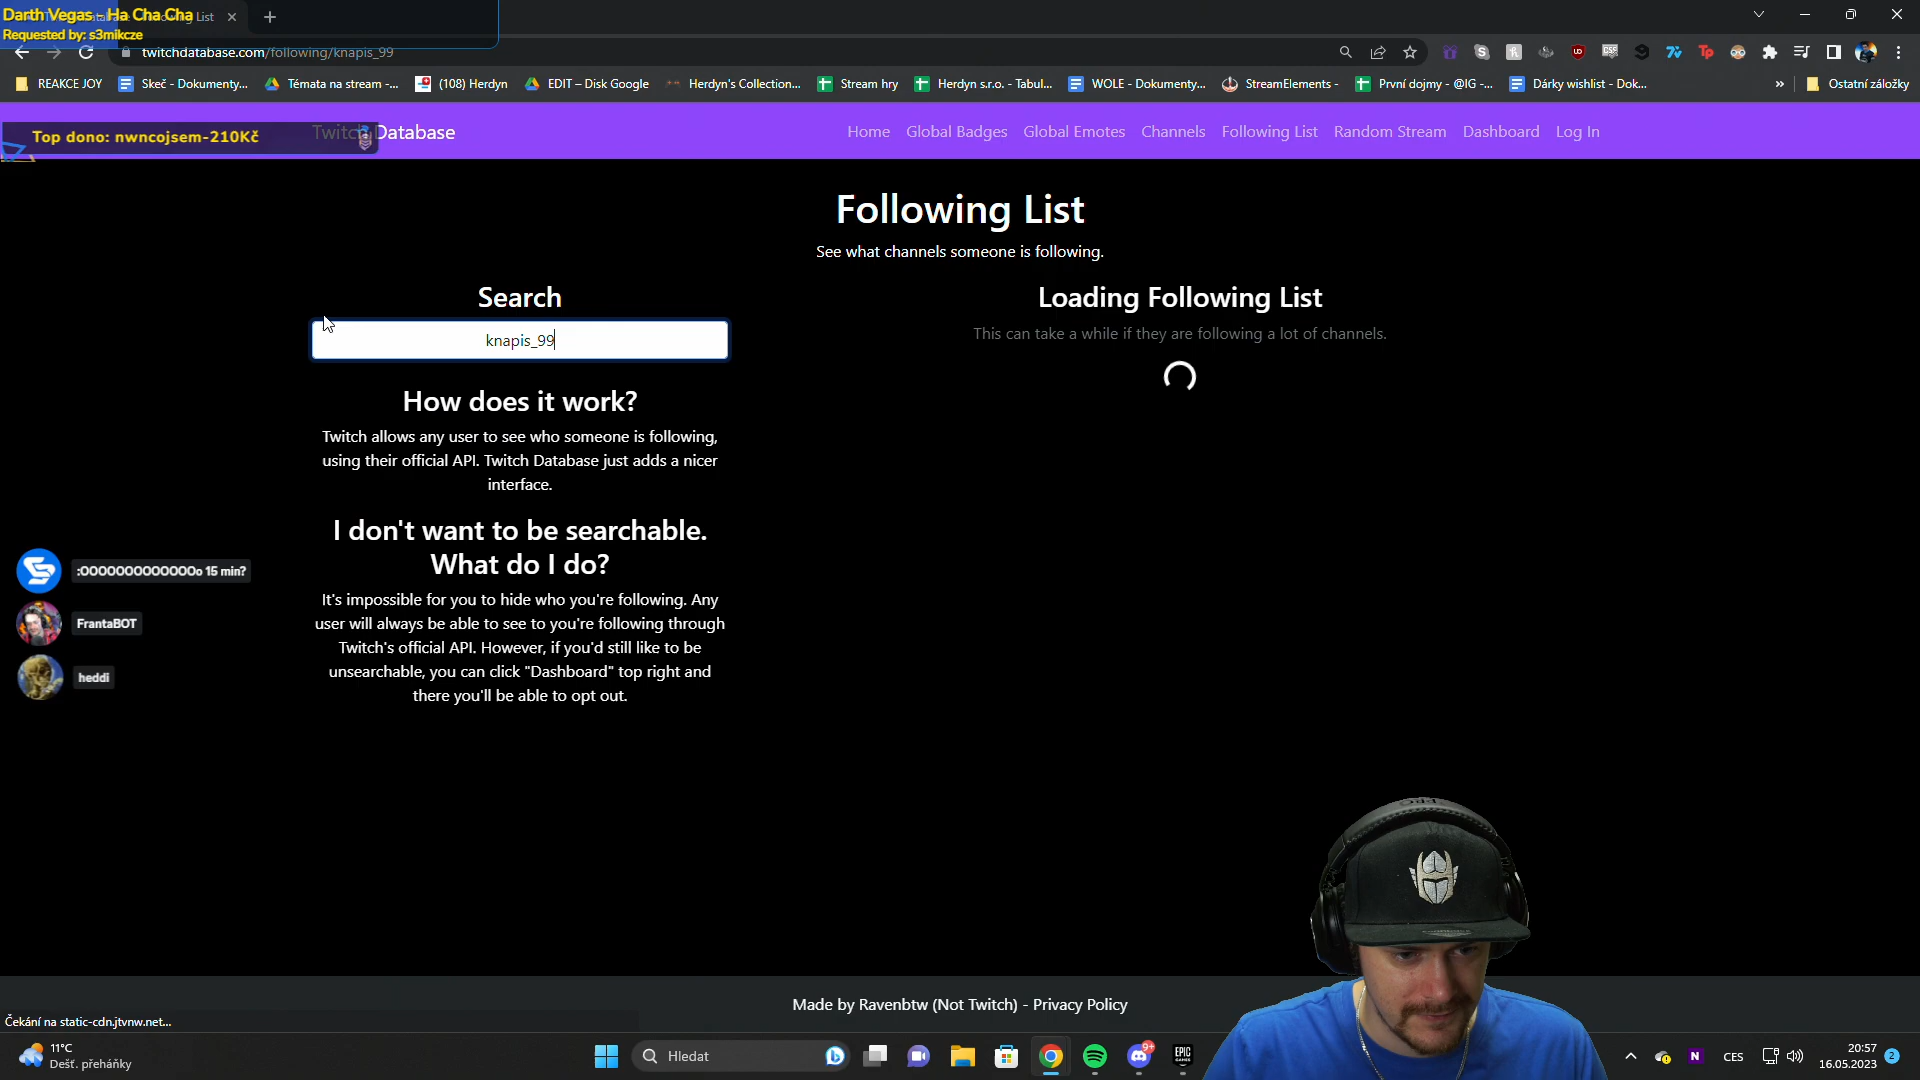 Darth Vegas - Ha Cha Cha
Requested by: s3mikcze
List
twitchdatabase.com/following/knapis_99
REAKCE JOY
Skeč - Dokumenty...
Témata na stream -...
(108) Herdyn
EDIT – Disk Google
Herdyn's Collection...
Stream hry
Herdyn s.r.o. - Tabul...
WOLE - Dokumenty...
StreamElements -
První dojmy - @IG -...
Dárky wishlist - Dok...
»
Ostatní záložky
Top dono: nwncojsem-210Kč
Twitch Database
Home
Global Badges
Global Emotes
Channels
Following List
Random Stream
Dashboard
Log In
Following List
See what channels someone is following.
Search
knapis_99
How does it work?
Twitch allows any user to see who someone is following,
using their official API. Twitch Database just adds a nicer
interface.
I don't want to be searchable.
What do I do?
It's impossible for you to hide who you're following. Any
user will always be able to see to you're following through
Twitch's official API. However, if you'd still like to be
unsearchable, you can click "Dashboard" top right and
there you'll be able to opt out.
Loading Following List
This can take a while if they are following a lot of channels.
:OOOOOOOOOOOOOo 15 min?
FrantaBOT
heddi
Made by Ravenbtw (Not Twitch) - Privacy Policy
Čekání na static-cdn.jtvnw.net...
11°C
Dešť. přeháňky
Hledat
9+
EPIC
GAMES
N
CES
20:57
16.05.2023
2